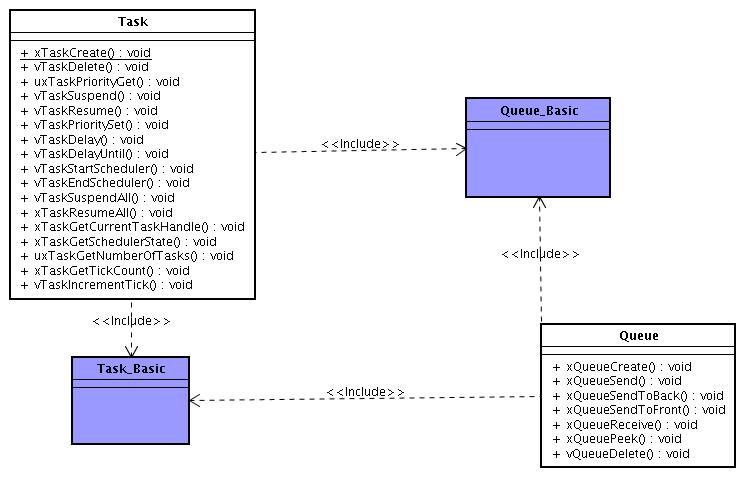 Task
+ xTaskCreate() : void
+ vTaskDelete() : void
+ uxTaskPriorityGet() : void
+ vTaskSuspend() : void
+ vTaskResume() : void
+ vTaskPrioritySet() : void
+ vTaskDelay() : void
+ vTaskDelayUntil() : void
+ vTaskStartScheduler() : void
+ vTaskEndScheduler() : void
+ vTaskSuspendAll() : void
+ xTaskResumeAll() : void
+ xTaskGetCurrentTaskHandle() : void
+ xTaskGetSchedulerState() : void
+ uxTaskGetNumberOfTasks() : void
+ xTaskGetTickCount() : void
+ vTaskIncrementTick() : void
<<Include>>
Queue_Basic
<<Include>>
<<Include>>
Task_Basic
<<Include>>
Queue
+ xQueueCreate() : void
+ xQueueSend() : void
+ xQueueSendToBack() : void
+ xQueueSendToFront() : void
+ xQueueReceive() : void
+ xQueuePeek() : void
+ vQueueDelete() : void